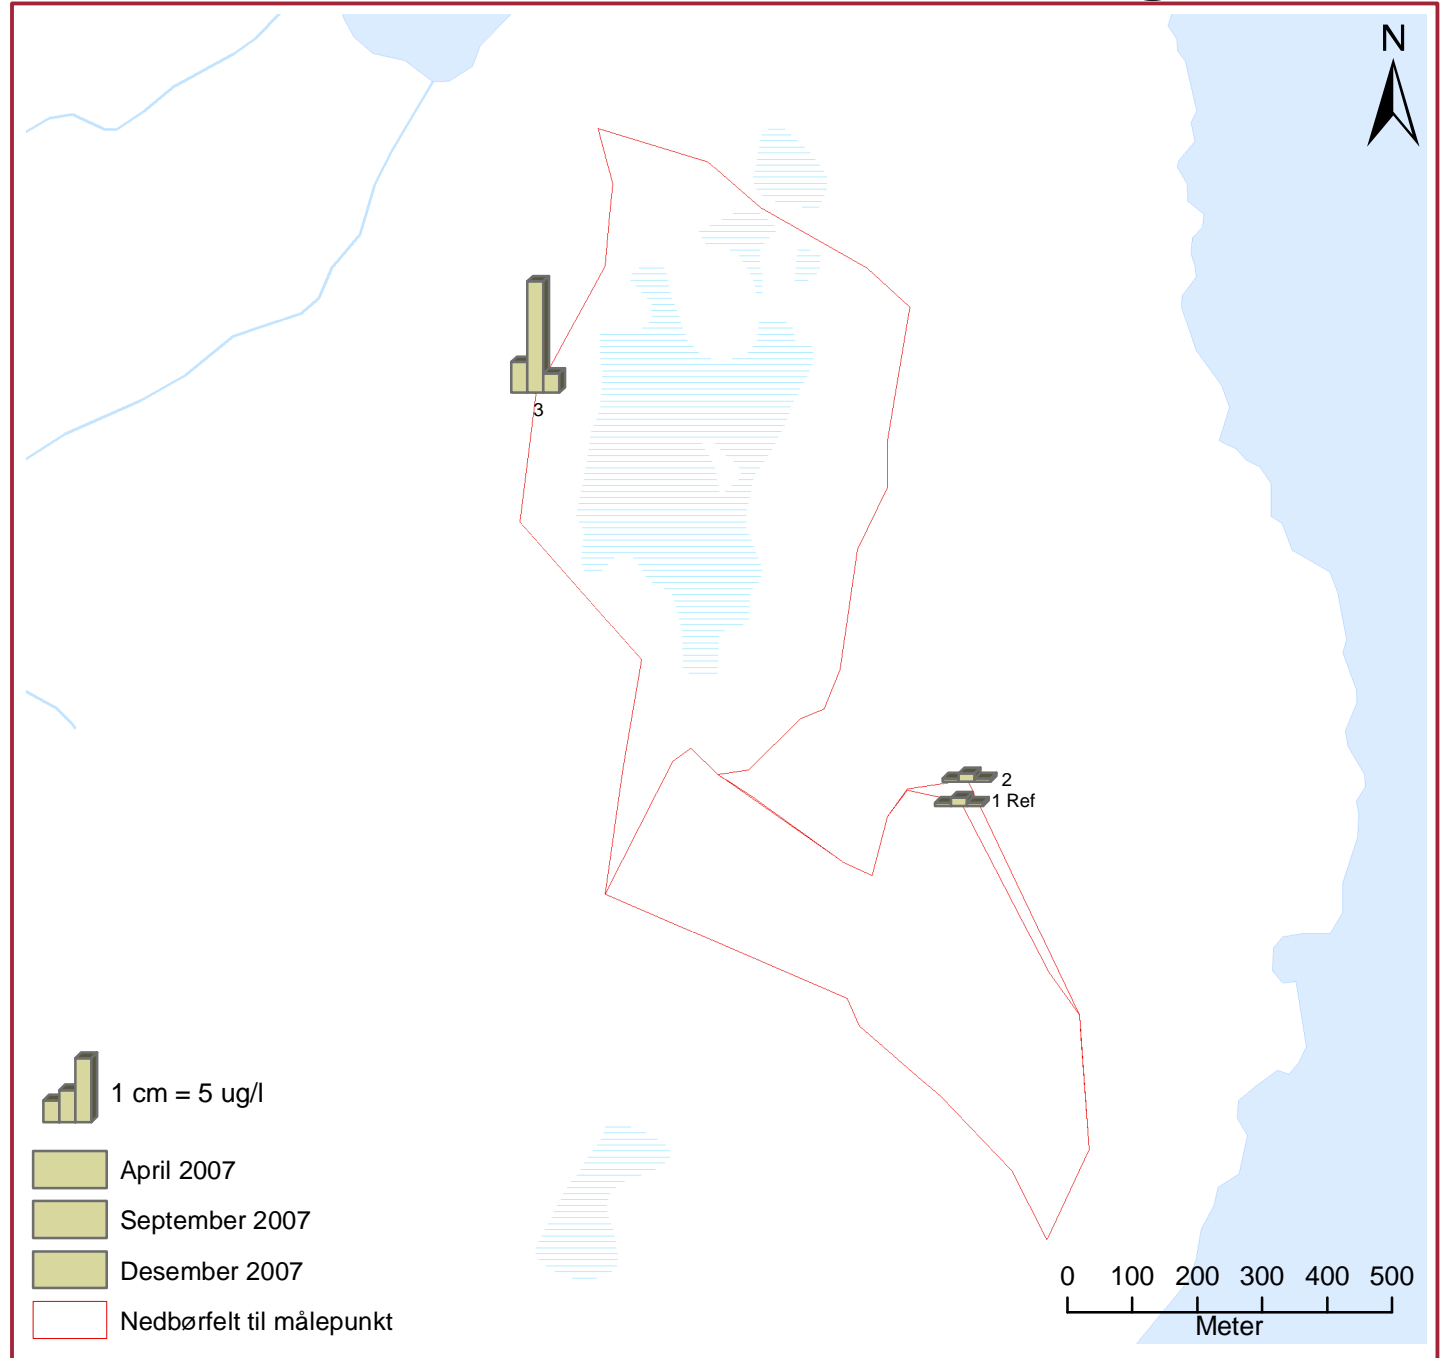 N
3
2
1 Ref
1 cm = 5 ug/l
April 2007
September 2007
Desember 2007
Nedbørfelt til målepunkt
0 100 200 300 400 500
Meter